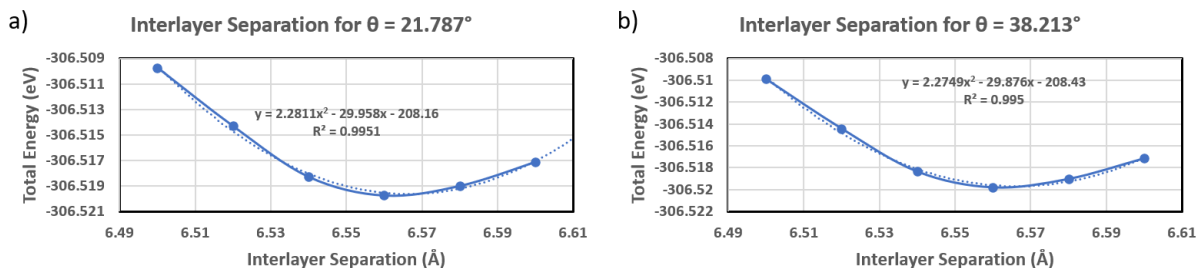 a)
Interlayer Separation for θ = 21.787°
Total Energy (eV)
-306.509
-306.511
-306.513
-306.515
-306.517
-306.519
-306.521
y = 2.2811x² - 29.958x - 208.16
R² = 0.9951
6.49 6.51 6.53 6.55 6.57 6.59 6.61
Interlayer Separation (Å)
b)
Interlayer Separation for θ = 38.213°
Total Energy (eV)
-306.508
-306.51
-306.512
-306.514
-306.516
-306.518
-306.52
-306.522
y = 2.2749x² - 29.876x - 208.43
R² = 0.995
6.49 6.51 6.53 6.55 6.57 6.59 6.61
Interlayer Separation (Å)